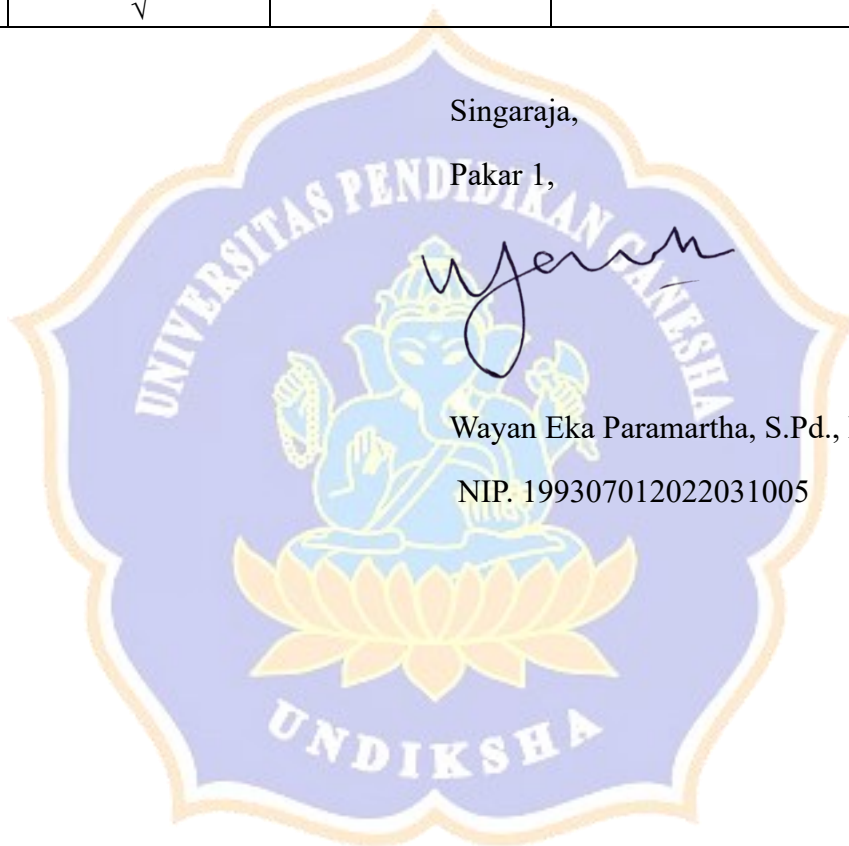 √
Singaraja,
Pakar 1,
UNIVERSITAS PENDIDIKAN GANESHA
Wayan Eka Paramartha, S.Pd.,
NIP. 199307012022031005
UNDIKSHA